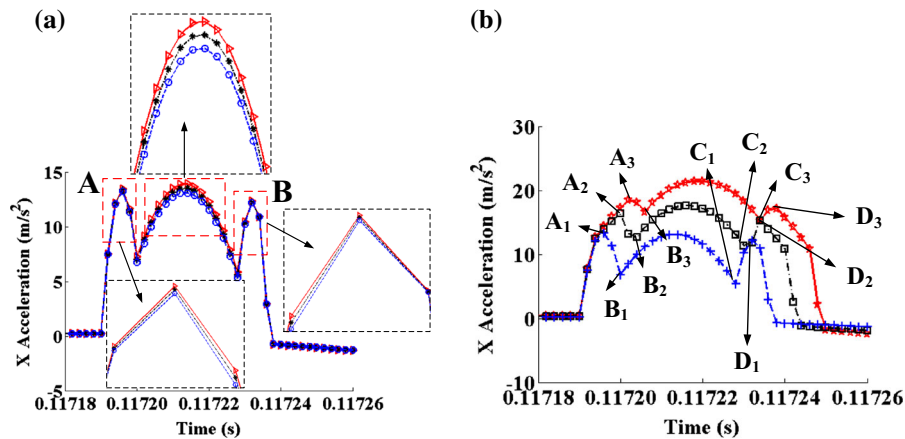 (a)
A
B
15
10
5
0
-5
X Acceleration (m/s²)
0.11718 0.11720 0.11722 0.11724 0.11726
Time (s)
(b)
30
20
10
0
-10
X Acceleration (m/s²)
A₁
A₂
A₃
B₁
B₂
B₃
C₁
C₂
C₃
D₁
D₂
D₃
0.11718 0.11720 0.11722 0.11724 0.11726
Time (s)